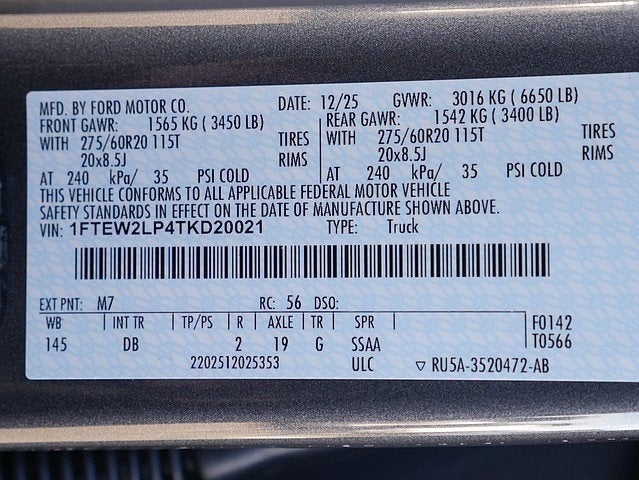 MFD. BY FORD MOTOR CO. DATE: 12/25 GVWR: 3016 KG ( 6650 LB)
FRONT GAWR: 1565 KG ( 3450 LB) REAR GAWR: 1542 KG ( 3400 LB)
WITH 275/60R20 115T TIRES WITH 275/60R20 115T TIRES
20x8.5J RIMS 20x8.5J RIMS
AT 240 kPa/ 35 PSI COLD AT 240 kPa/ 35 PSI COLD
THIS VEHICLE CONFORMS TO ALL APPLICABLE FEDERAL MOTOR VEHICLE
SAFETY STANDARDS IN EFFECT ON THE DATE OF MANUFACTURE SHOWN ABOVE.
VIN: 1FTEW2LP4TKD20021 TYPE: Truck
EXT PNT: M7 RC: 56 DSO:
WB INT TR TP/PS R AXLE TR SPR F0142
145 DB 2 19 G SSAA T0566
2202512025353 ULC ▽ RU5A-3520472-AB